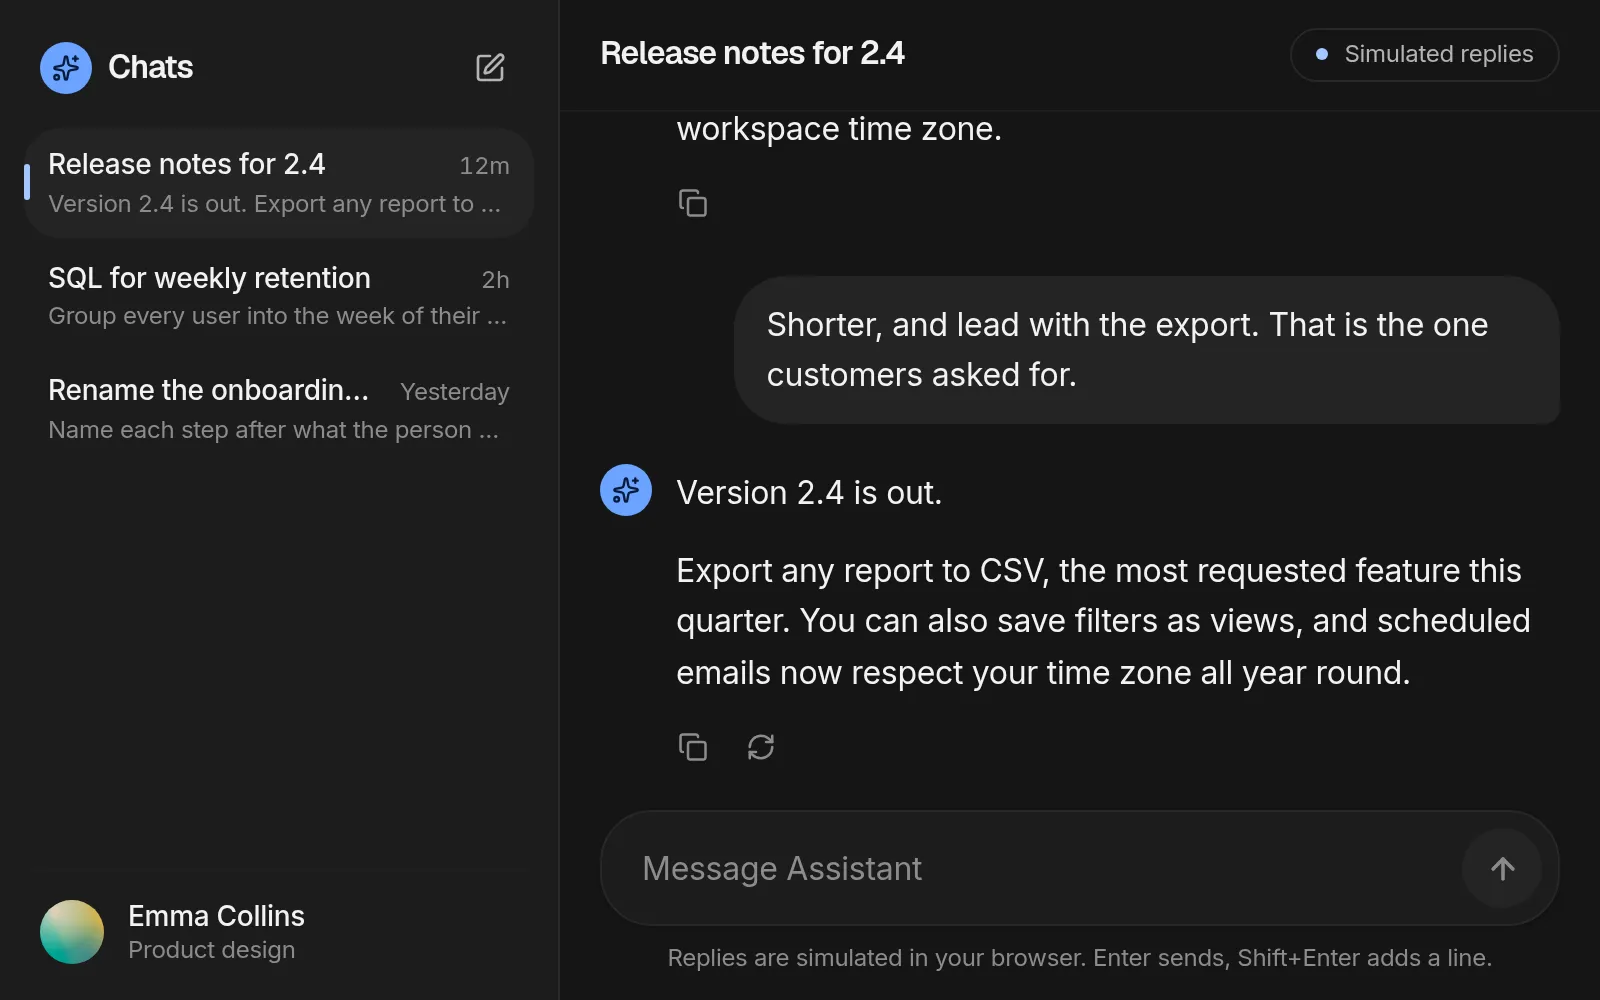 Chats
Release notes for 2.4
12m
Version 2.4 is out. Export any report to ...
SQL for weekly retention
2h
Group every user into the week of their ...
Rename the onboardin...
Yesterday
Name each step after what the person ...
Emma Collins
Product design
Release notes for 2.4
Simulated replies
workspace time zone.
Shorter, and lead with the export. That is the one
customers asked for.
Version 2.4 is out.
Export any report to CSV, the most requested feature this
quarter. You can also save filters as views, and scheduled
emails now respect your time zone all year round.
Message Assistant
Replies are simulated in your browser. Enter sends, Shift+Enter adds a line.